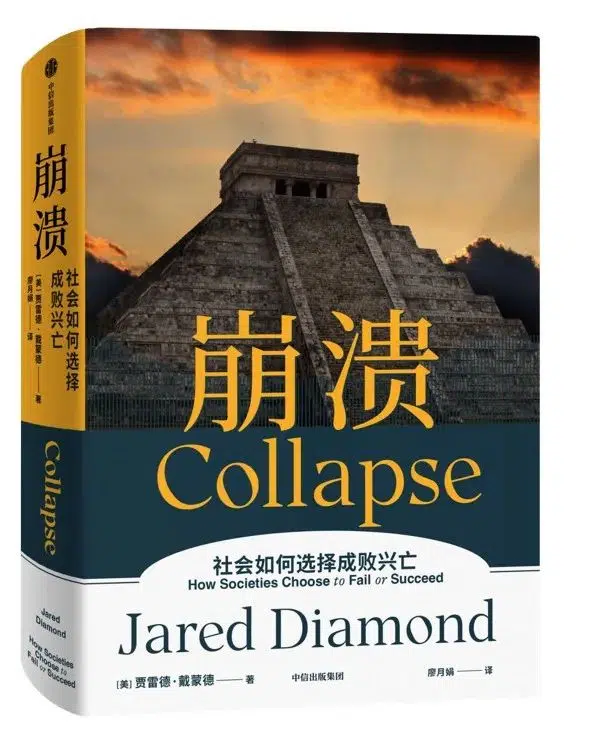 中信出版集团
崩溃
社会如何选择
成败兴亡
[美]贾雷德·戴蒙德——著
廖月娟——译
Collapse
Jared
Diamond
How Societies
Choose to
Fail or Succeed
崩溃
Collapse
社会如何选择成败兴亡
How Societies Choose to Fail or Succeed
Jared Diamond
[美]贾雷德·戴蒙德——著
中信出版集团
廖月娟——译